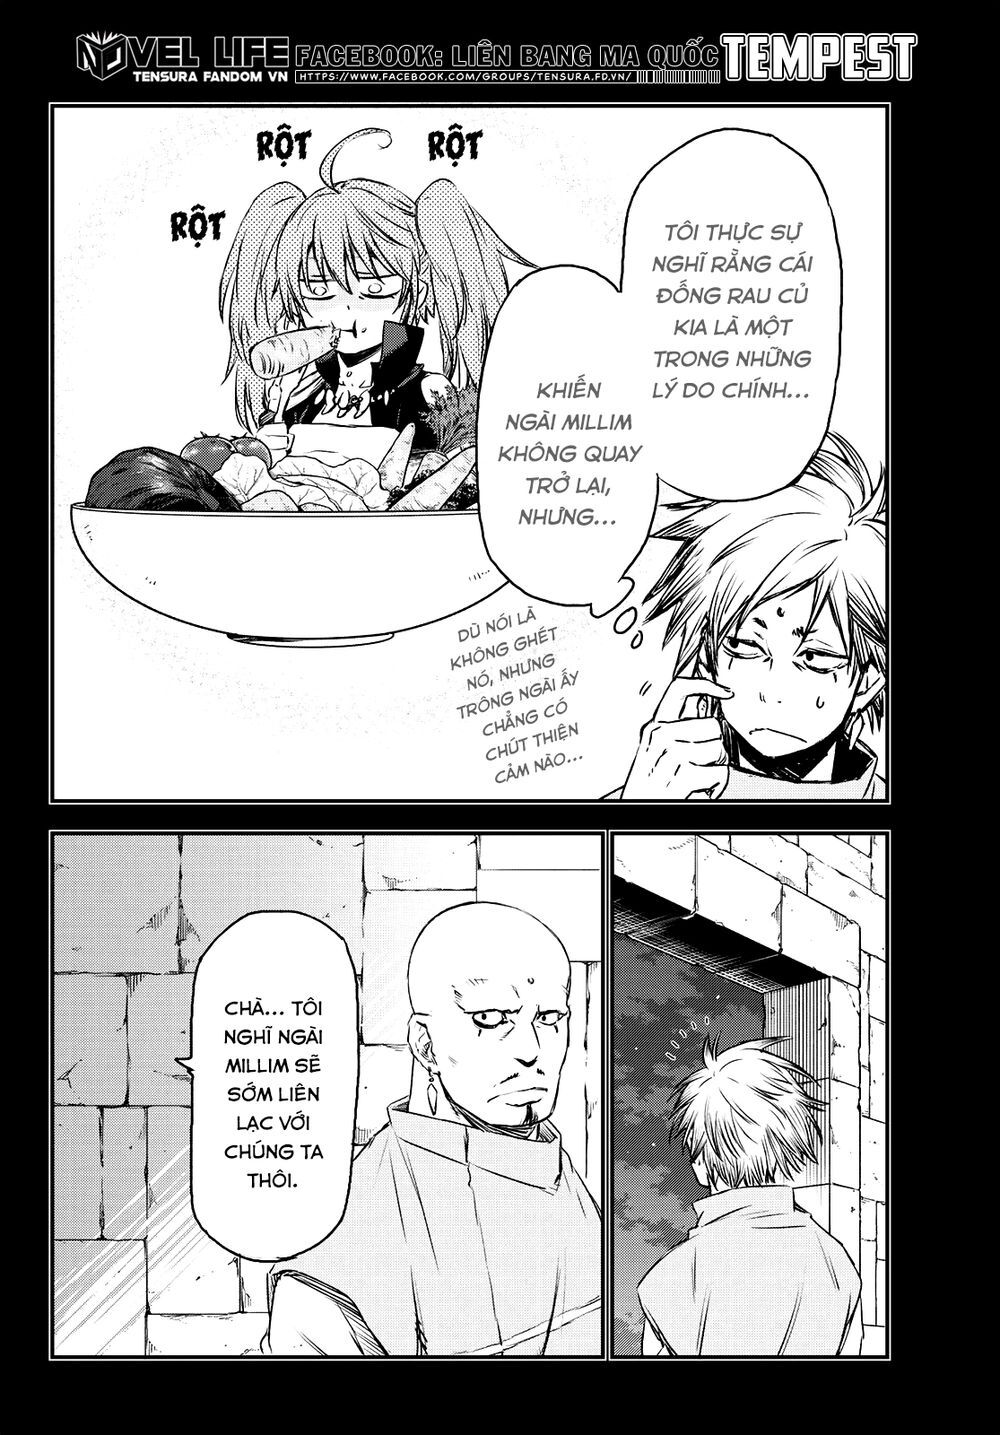 NOVEL LIFE
TENSURA FANDOM VN
FACEBOOK: LIÊN BANG MA QUỐC
HTTPS://WWW.FACEBOOK.COM/GROUPS/TENSURA.FD.VN/
TEMPEST
RỘT
RỘT
RỘT
TÔI THỰC SỰ
NGHĨ RẰNG CÁI
ĐỐNG RAU CỦ
KIA LÀ MỘT
TRONG NHỮNG
LÝ DO CHÍNH...
KHIẾN
NGÀI MILLIM
KHÔNG QUAY
TRỞ LẠI,
NHƯNG...
DÙ NÓI LÀ
KHÔNG GHÉT
NÓ, NHƯNG
TRÔNG NGÀI ẤY
CHẲNG CÓ
CHÚT THIỆN
CẢM NÀO...
CHÀ... TÔI
NGHĨ NGÀI
MILLIM SẼ
SỚM LIÊN
LẠC VỚI
CHÚNG TA
THÔI.